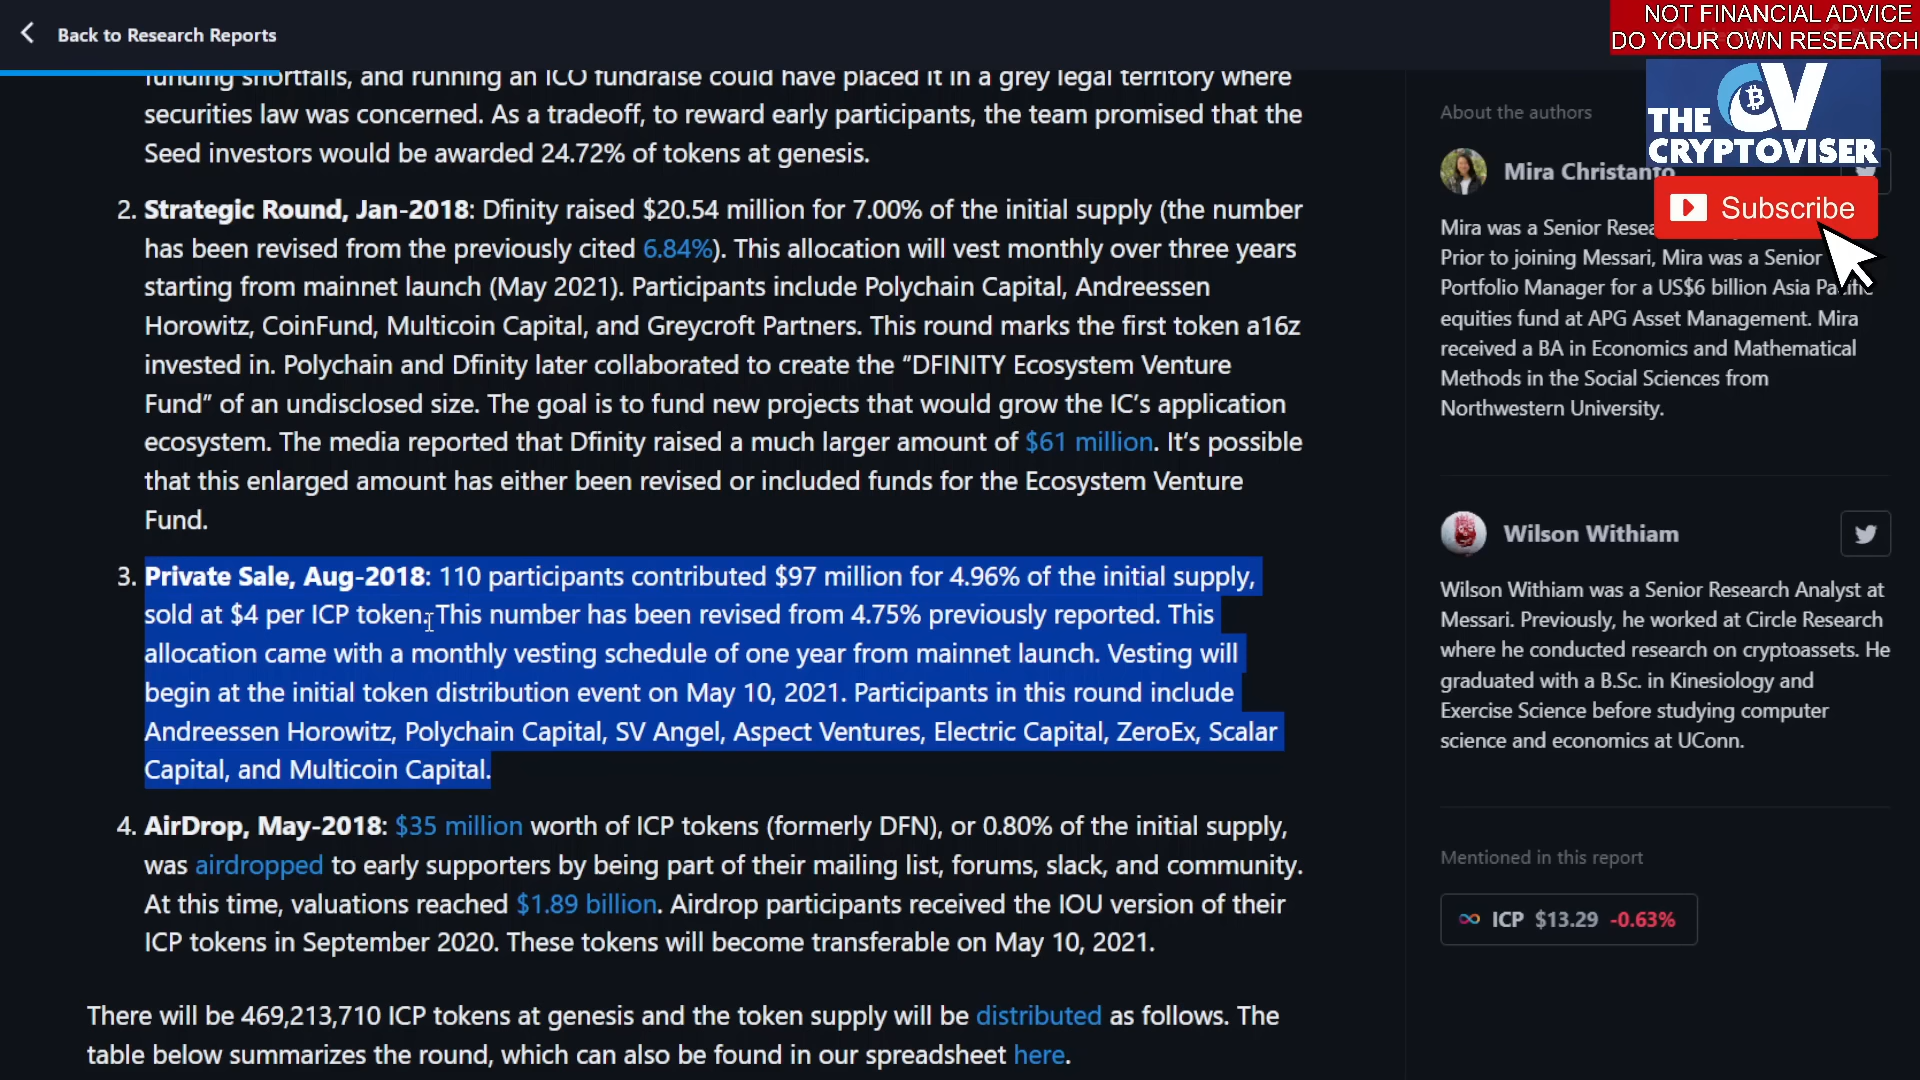 Back to Research Reports
NOT FINANCIAL ADVICE
DO YOUR OWN RESEARCH
funding shortfalls, and running an ICO fundraise could have placed it in a grey legal territory where
securities law was concerned. As a tradeoff, to reward early participants, the team promised that the
Seed investors would be awarded 24.72% of tokens at genesis.
2. Strategic Round, Jan-2018: Dfinity raised $20.54 million for 7.00% of the initial supply (the number
has been revised from the previously cited 6.84%). This allocation will vest monthly over three years
starting from mainnet launch (May 2021). Participants include Polychain Capital, Andreessen
Horowitz, CoinFund, Multicoin Capital, and Greycroft Partners. This round marks the first token a16z
invested in. Polychain and Dfinity later collaborated to create the “DFINITY Ecosystem Venture
Fund” of an undisclosed size. The goal is to fund new projects that would grow the IC’s application
ecosystem. The media reported that Dfinity raised a much larger amount of $61 million. It’s possible
that this enlarged amount has either been revised or included funds for the Ecosystem Venture
Fund.
3. Private Sale, Aug-2018: 110 participants contributed $97 million for 4.96% of the initial supply,
sold at $4 per ICP token. This number has been revised from 4.75% previously reported. This
allocation came with a monthly vesting schedule of one year from mainnet launch. Vesting will
begin at the initial token distribution event on May 10, 2021. Participants in this round include
Andreessen Horowitz, Polychain Capital, SV Angel, Aspect Ventures, Electric Capital, ZeroEx, Scalar
Capital, and Multicoin Capital.
4. AirDrop, May-2018: $35 million worth of ICP tokens (formerly DFN), or 0.80% of the initial supply,
was airdropped to early supporters by being part of their mailing list, forums, slack, and community.
At this time, valuations reached $1.89 billion. Airdrop participants received the IOU version of their
ICP tokens in September 2020. These tokens will become transferable on May 10, 2021.
There will be 469,213,710 ICP tokens at genesis and the token supply will be distributed as follows. The
table below summarizes the round, which can also be found in our spreadsheet here.
About the authors
THE CV
CRYPTOVISER
Subscribe
Mira Christanto
Mira was a Senior
Prior to joining Messari, Mira was a Senior
Portfolio Manager for a US$6 billion Asia Pacific
equities fund at APG Asset Management. Mira
received a BA in Economics and Mathematical
Methods in the Social Sciences from
Northwestern University.
Wilson Withiam
Wilson Withiam was a Senior Research Analyst at
Messari. Previously, he worked at Circle Research
where he conducted research on cryptoassets. He
graduated with a B.Sc. in Kinesiology and
Exercise Science before studying computer
science and economics at UConn.
Mentioned in this report
ICP $13.29 -0.63%